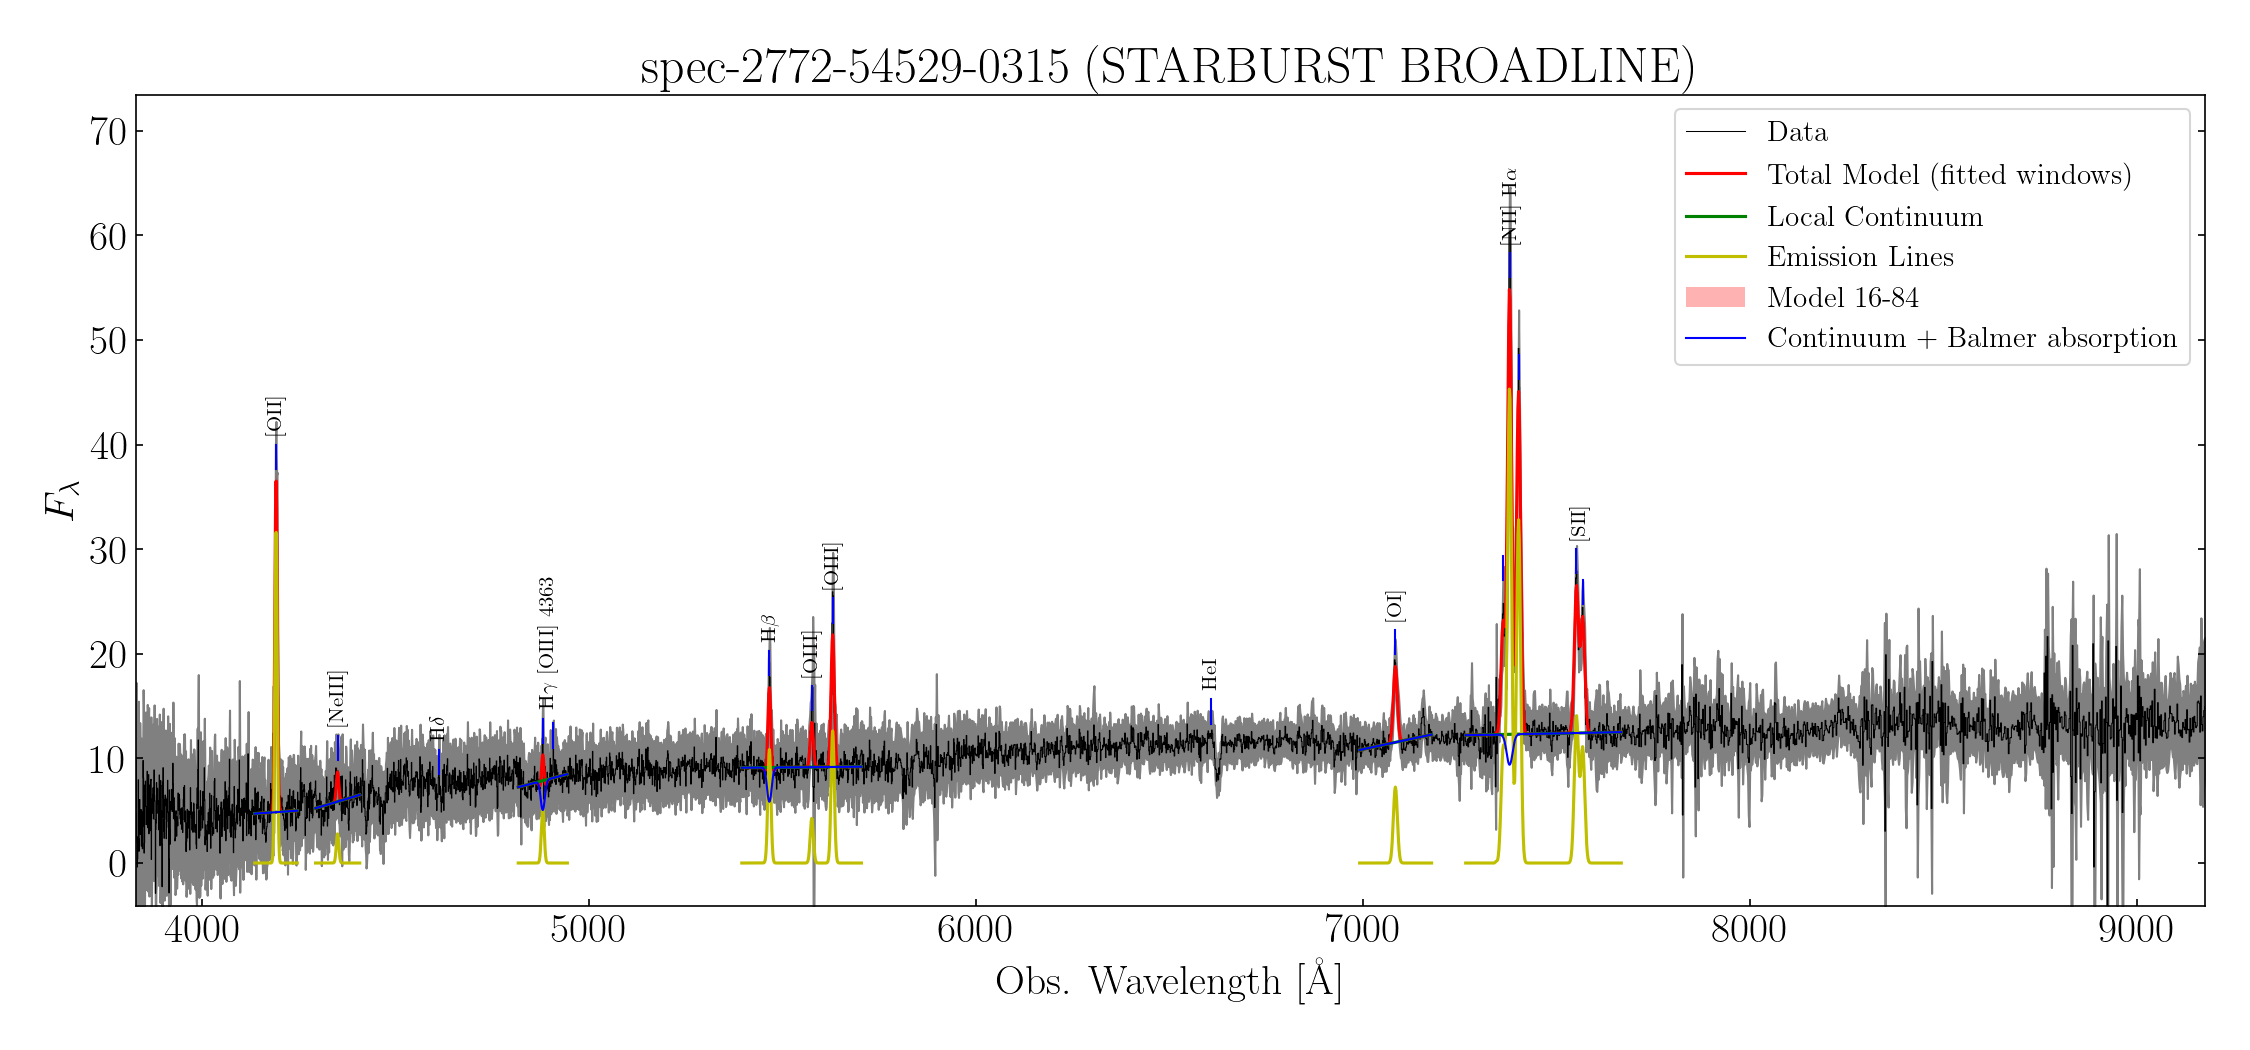 spec-2772-54529-0315 (STARBURST BROADLINE)
Data
Total Model (fitted windows)
Local Continuum
Emission Lines
Model 16-84
Continuum + Balmer absorption
[OII]
[NeIII]
Hδ
Hγ [OIII] 4363
Hβ
[OIII]
[OIII]
HeI
[OI]
[NII] Hα
[SII]
70
60
50
40
30
20
10
0
F_λ
4000 5000 6000 7000 8000 9000
Obs. Wavelength [Å]